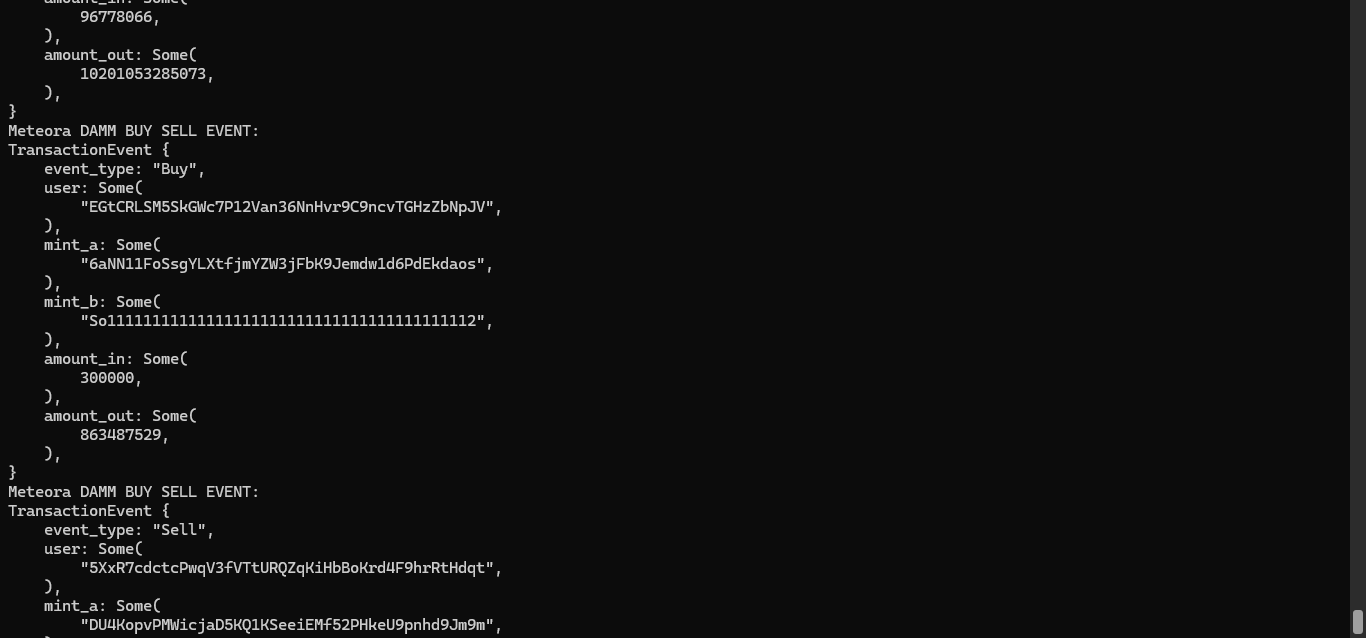 amount_in: Some(
        96778066,
    ),
    amount_out: Some(
        10201053285073,
    ),
}
Meteora DAMM BUY SELL EVENT:
TransactionEvent {
    event_type: "Buy",
    user: Some(
        "EGtCRLSM5SkGWc7P12Van36NnHvr9C9ncvTGHzZbNpJV",
    ),
    mint_a: Some(
        "6aNN11FoSsgYLXtfjmYZW3jFbK9Jemdw1d6PdEkdaos",
    ),
    mint_b: Some(
        "So11111111111111111111111111111111111111112",
    ),
    amount_in: Some(
        300000,
    ),
    amount_out: Some(
        863487529,
    ),
}
Meteora DAMM BUY SELL EVENT:
TransactionEvent {
    event_type: "Sell",
    user: Some(
        "5XxR7cdctcPwqV3fVTtURQZqKiHbBoKrd4F9hrRtHdqt",
    ),
    mint_a: Some(
        "DU4KopvPMWicjaD5KQ1KSeeiEMf52PHkeU9pnhd9Jm9m",